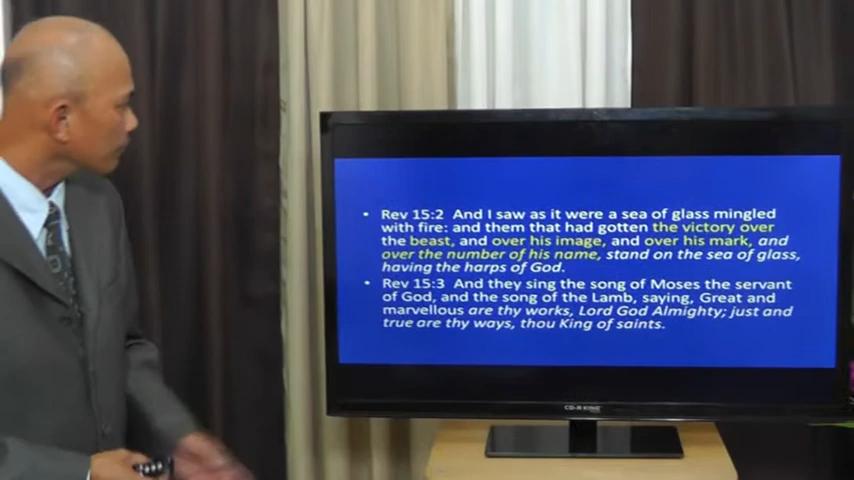 • Rev 15:2 And I saw as it were a sea of glass mingled
with fire: and them that had gotten the victory over
the beast, and over his image, and over his mark, and
over the number of his name, stand on the sea of glass,
having the harps of God.
• Rev 15:3 And they sing the song of Moses the servant
of God, and the song of the Lamb, saying, Great and
marvellous are thy works, Lord God Almighty; just and
true are thy ways, thou King of saints.
CD-R KING